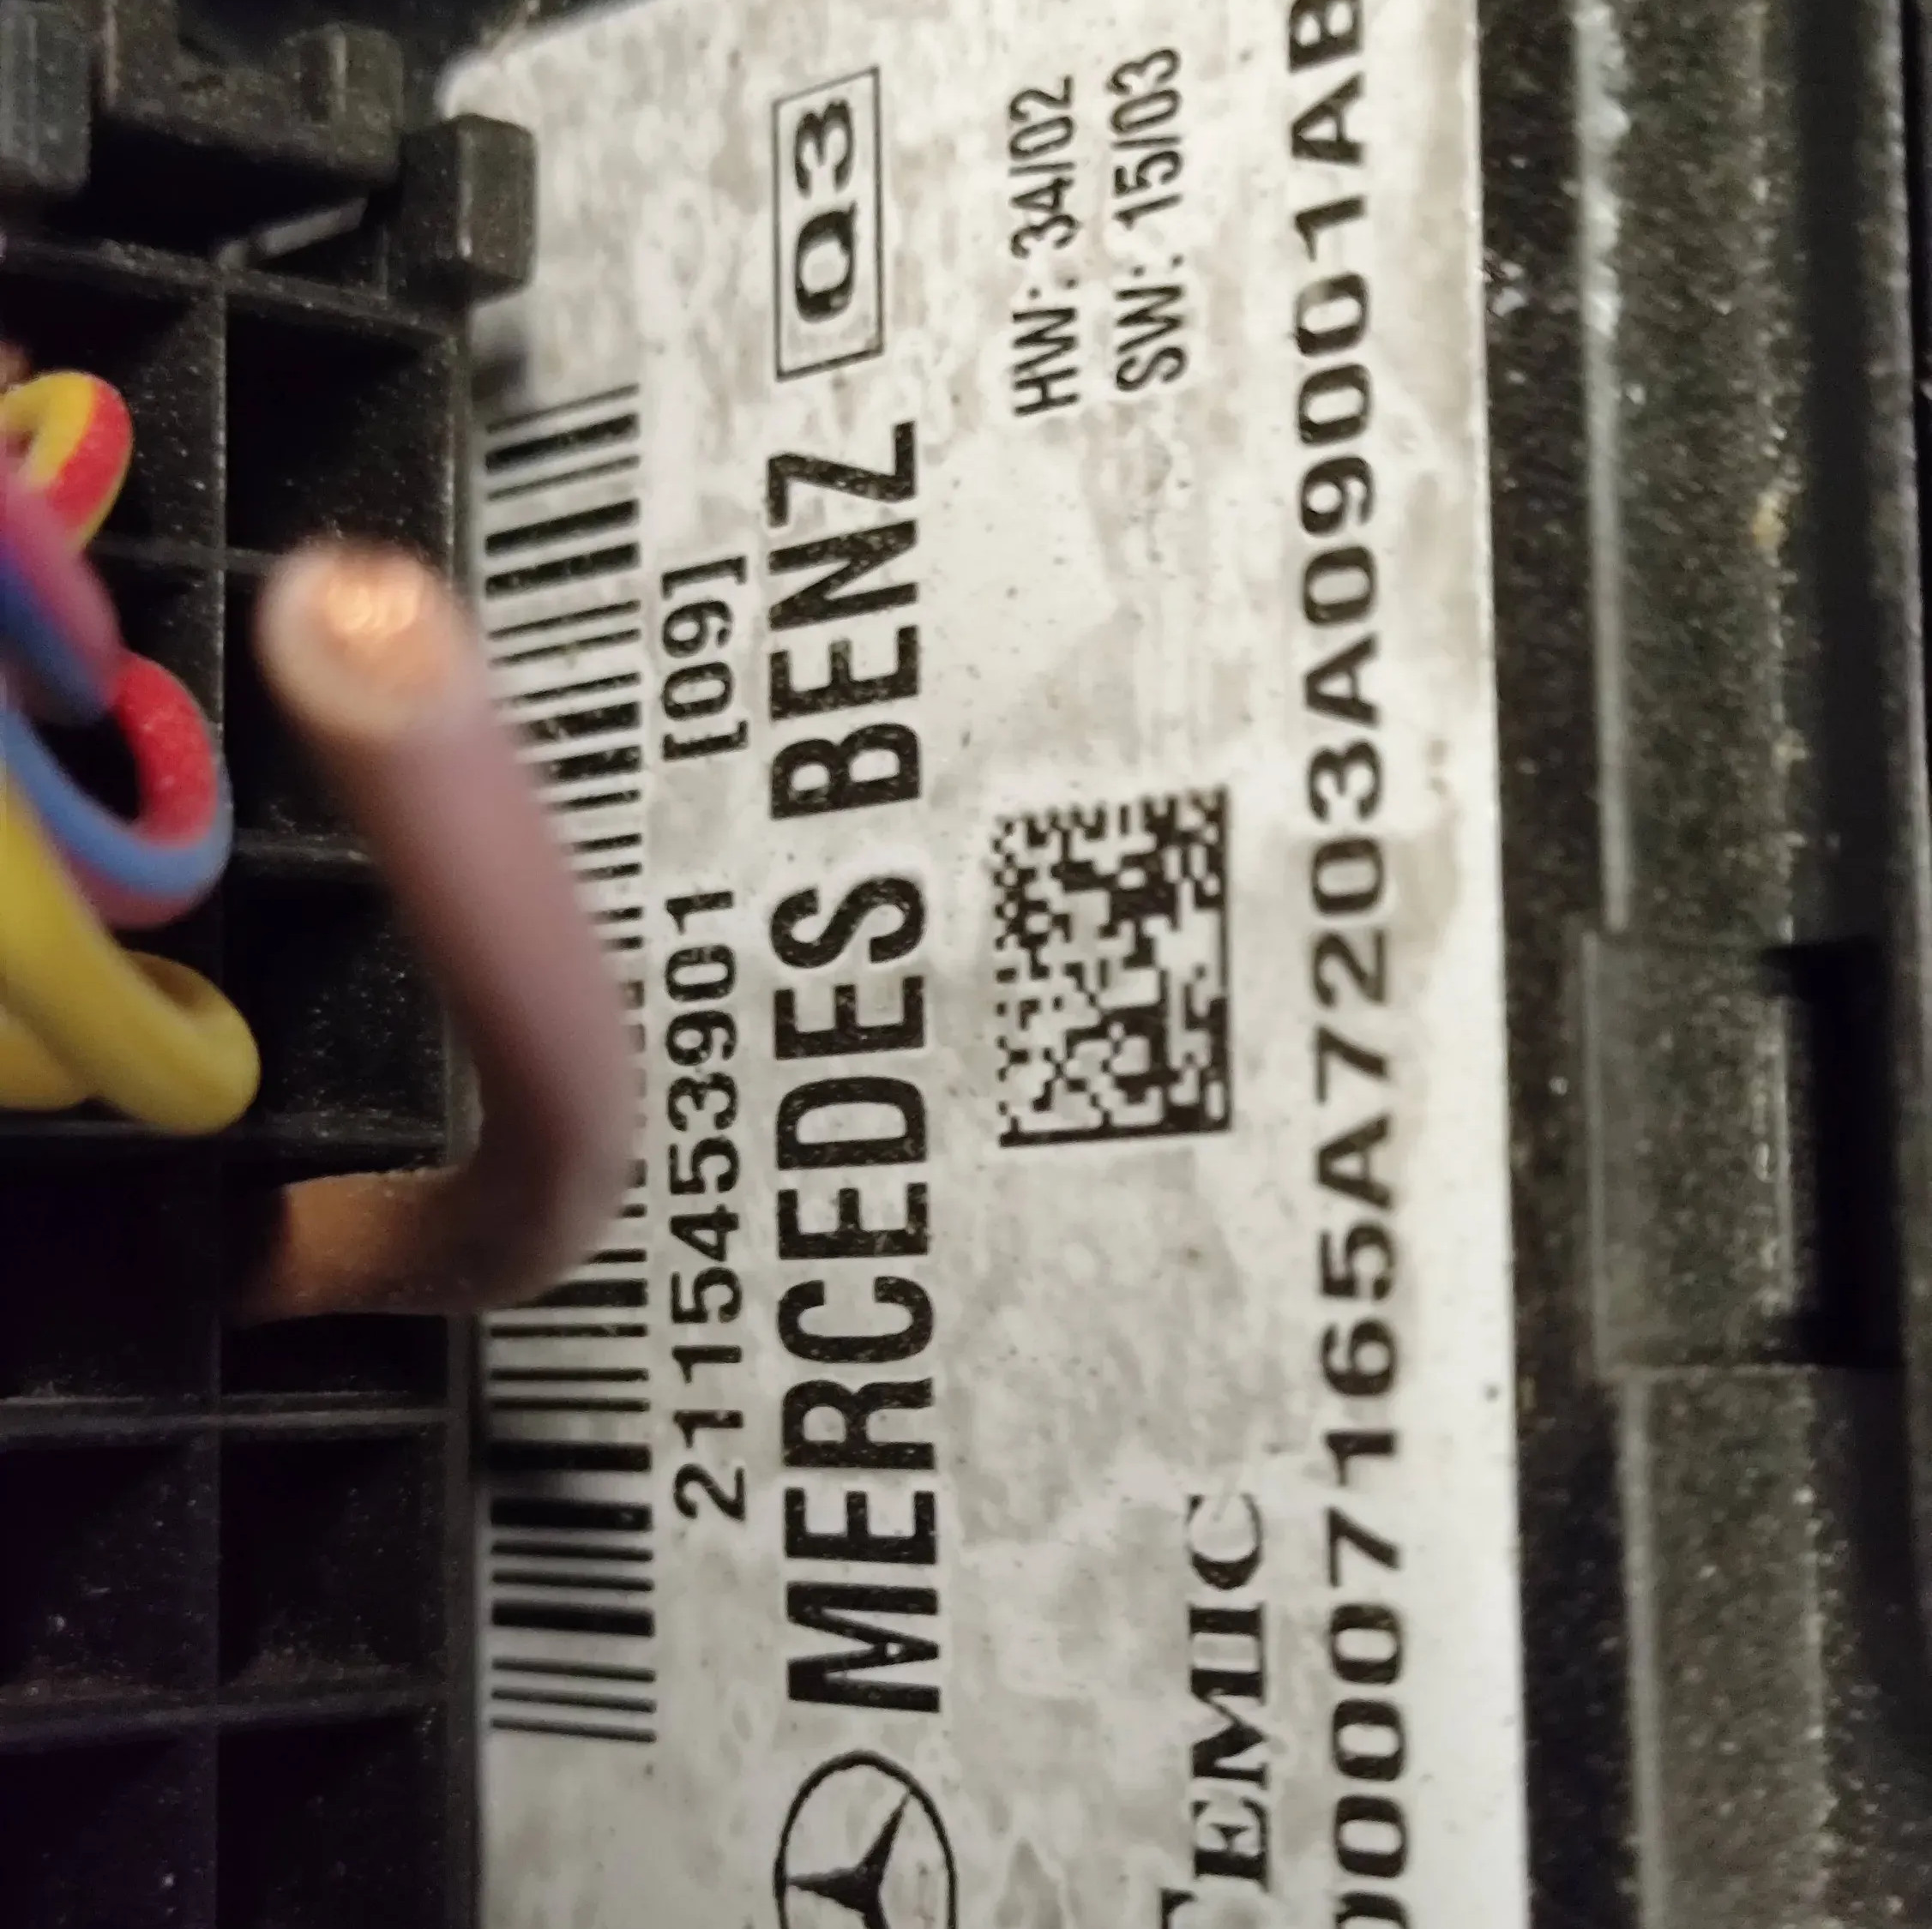 2115453901 [09]
MERCEDES BENZ Q3
HW: 34/02
SW: 15/03
TEMIC
00007165A7203A09001AB